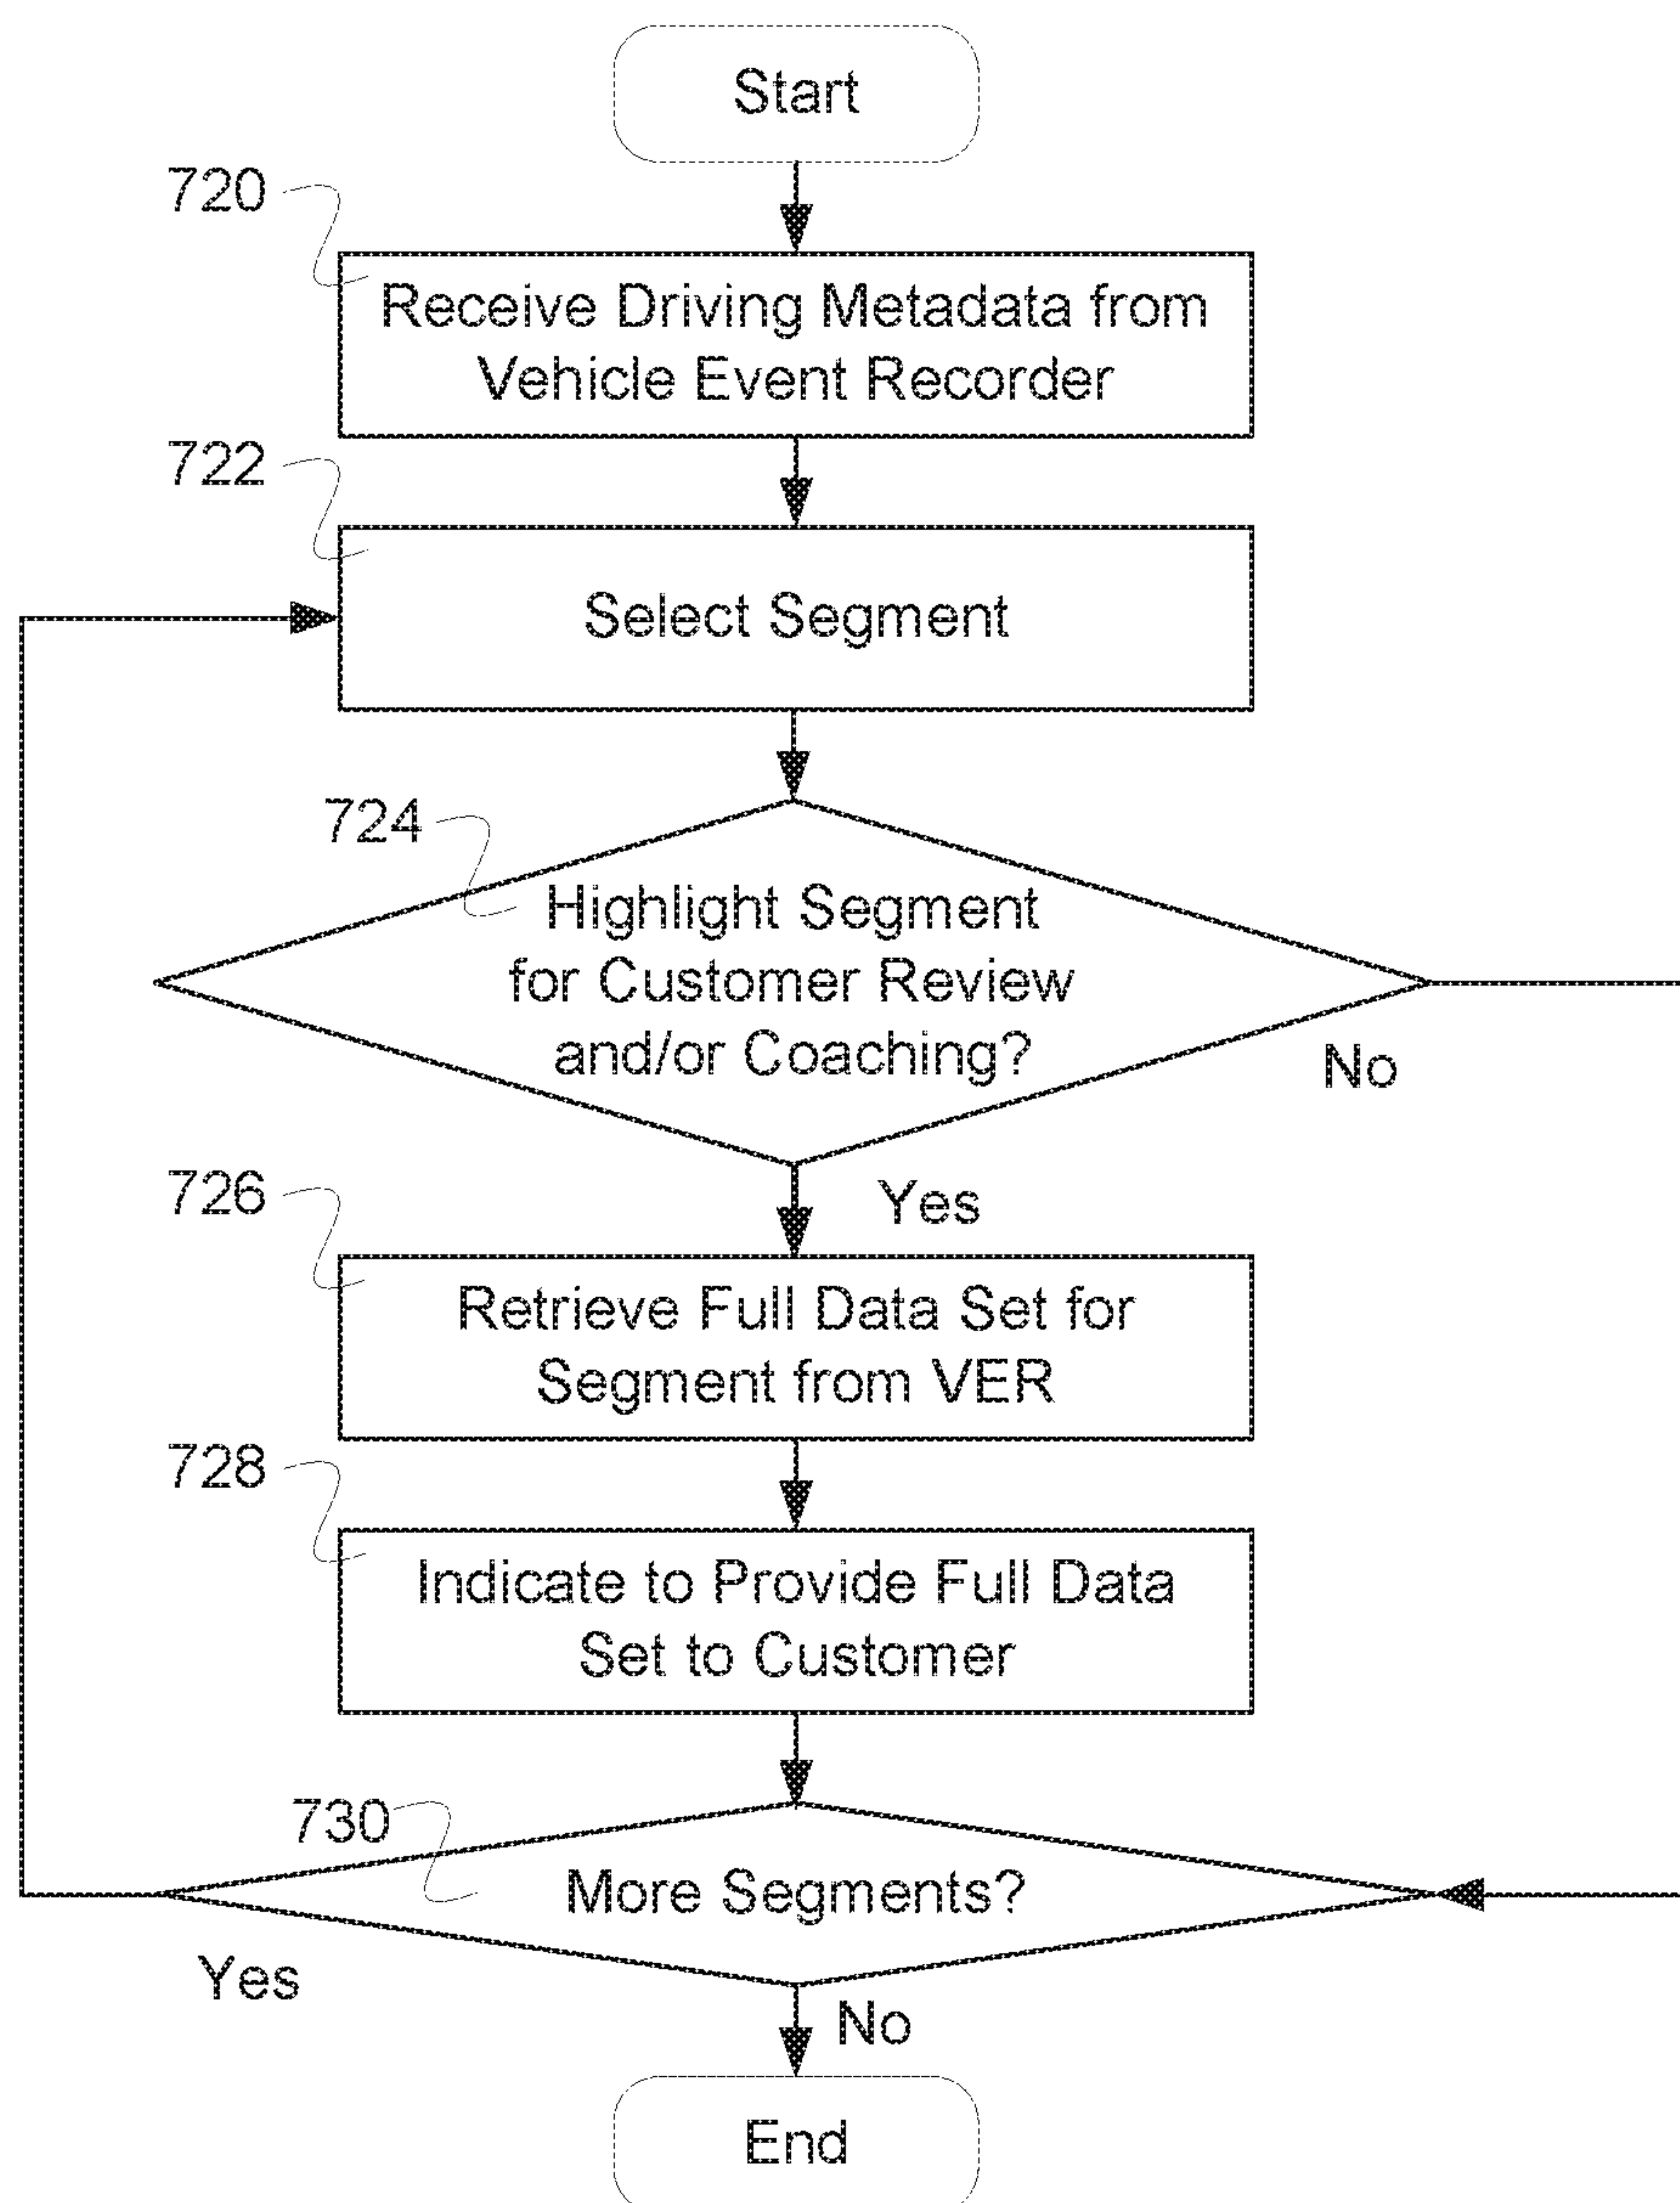 Start
720
Receive Driving Metadata from
Vehicle Event Recorder
722
Select Segment
724
Highlight Segment
for Customer Review
and/or Coaching?
No
Yes
726
Retrieve Full Data Set for
Segment from VER
728
Indicate to Provide Full Data
Set to Customer
730
More Segments?
Yes
No
End